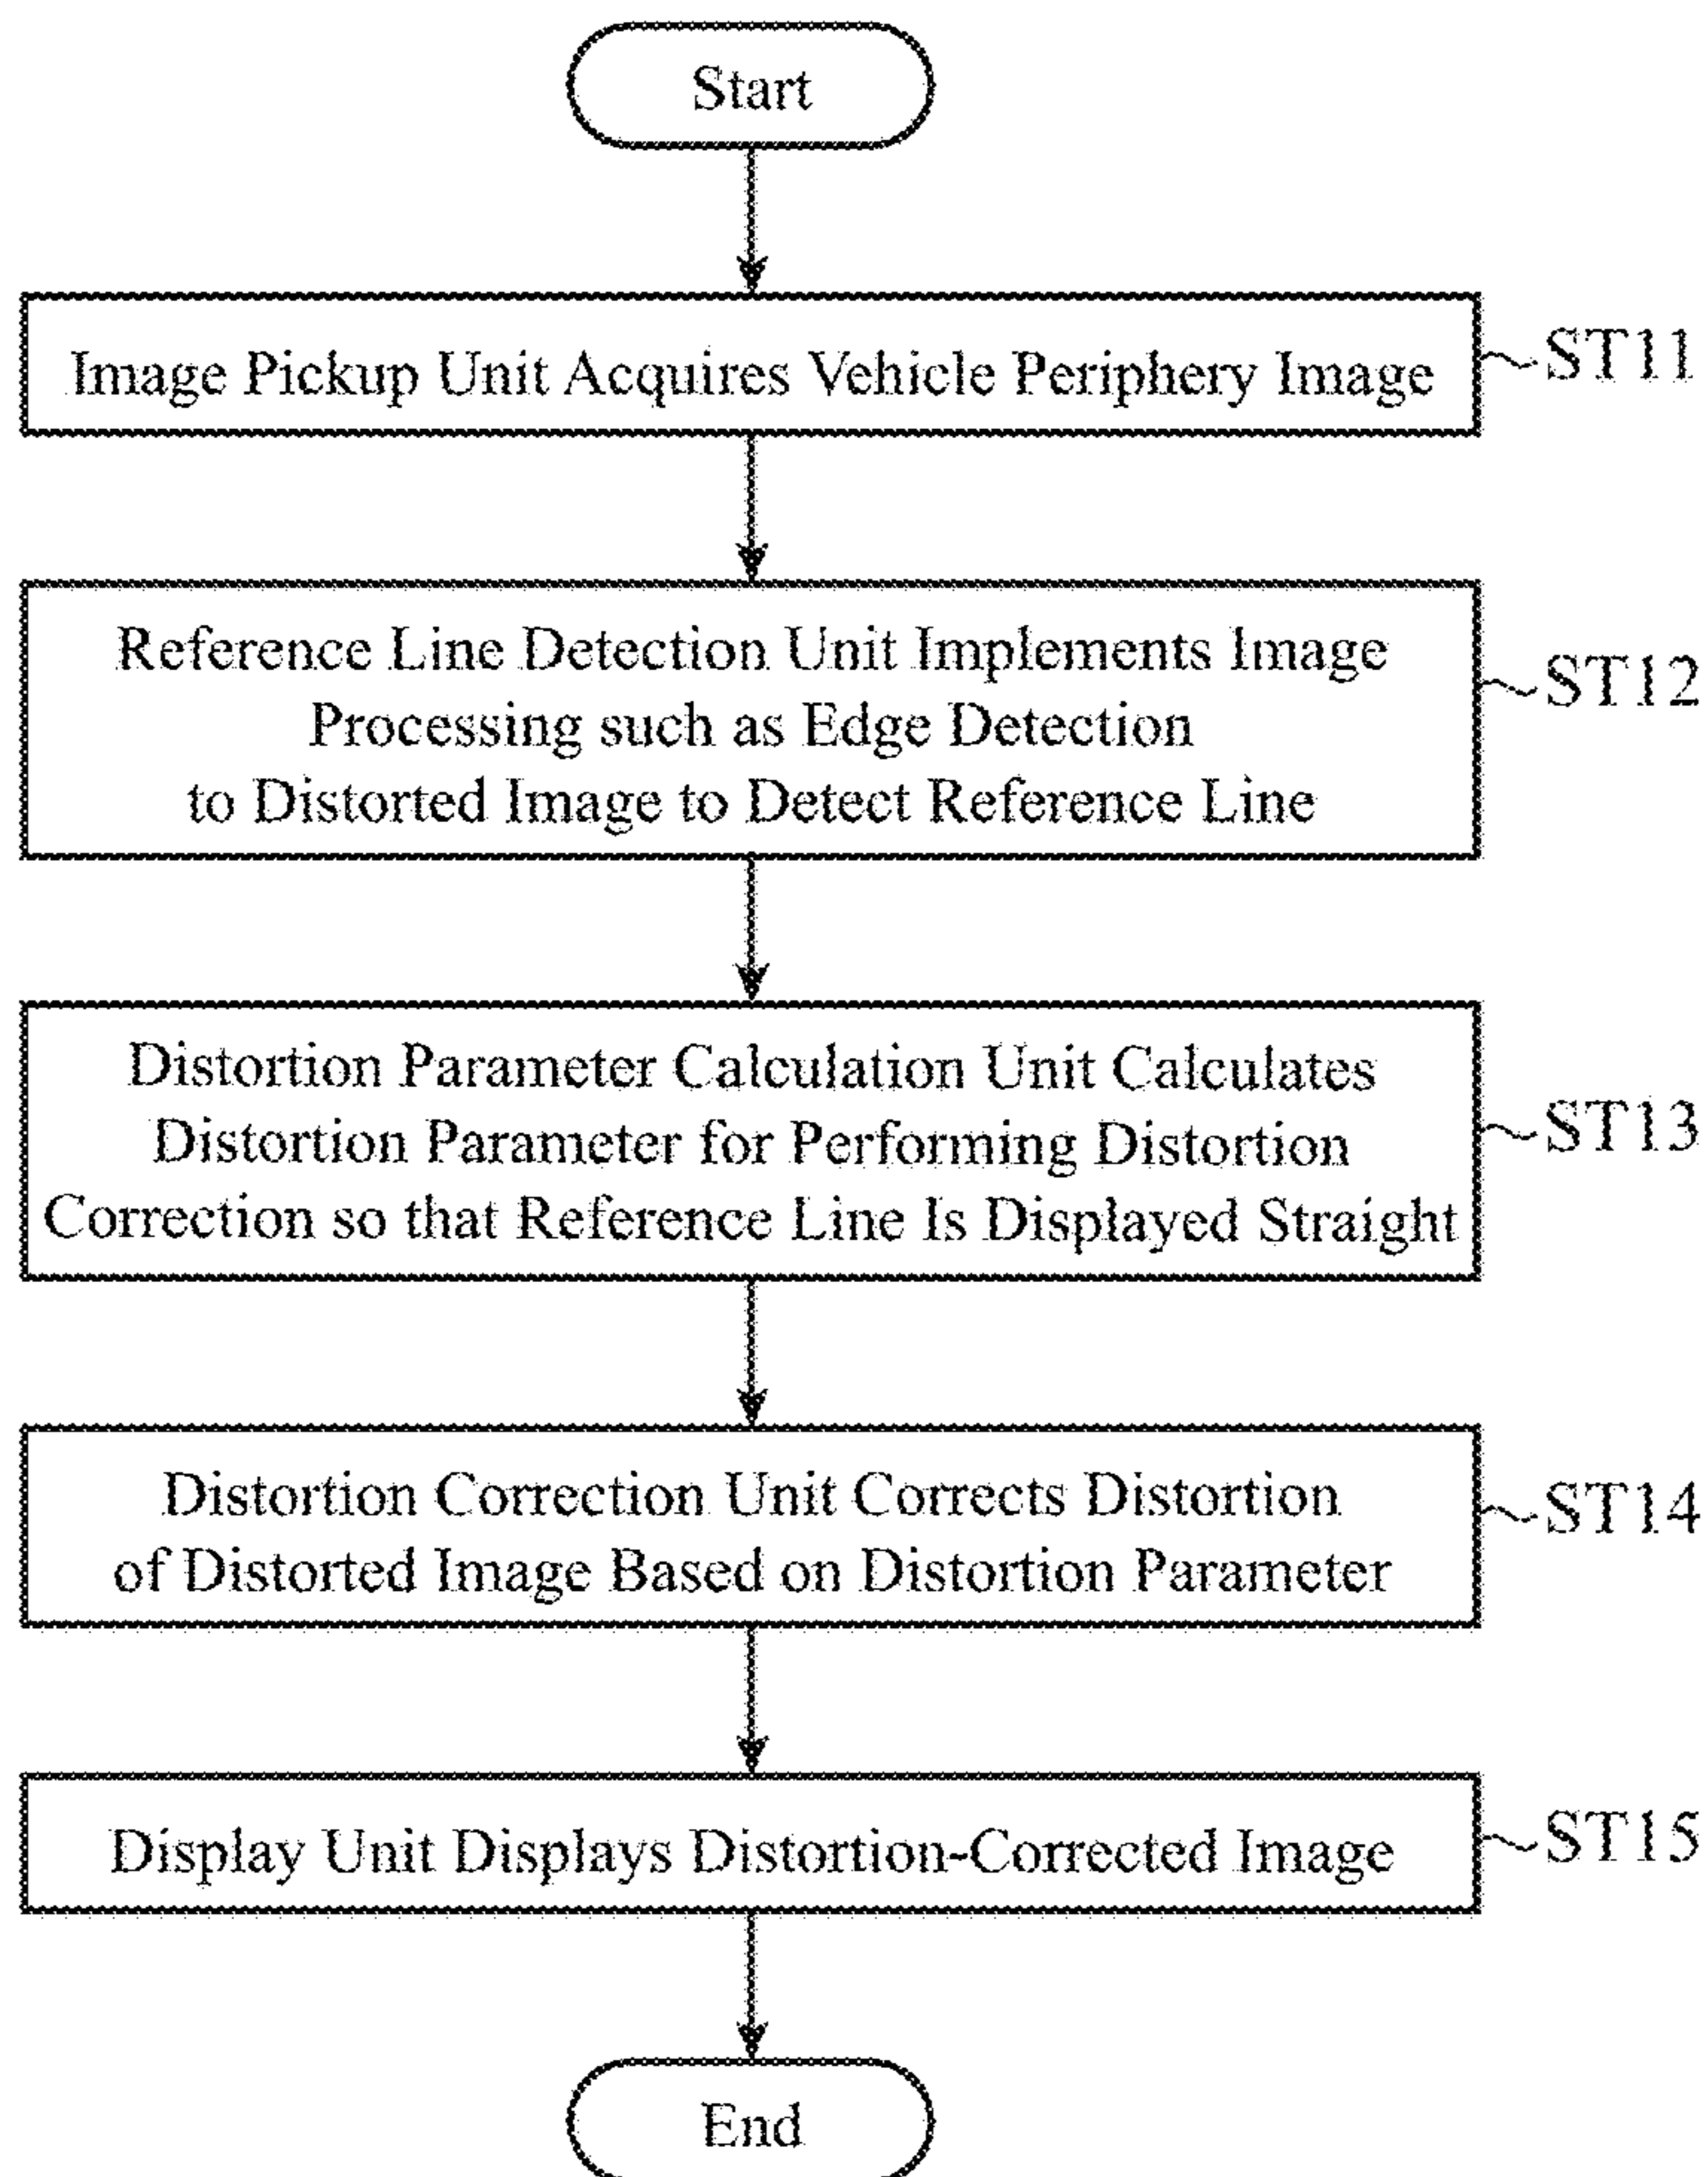 Start
Image Pickup Unit Acquires Vehicle Periphery Image
ST11
Reference Line Detection Unit Implements Image
Processing such as Edge Detection
to Distorted Image to Detect Reference Line
ST12
Distortion Parameter Calculation Unit Calculates
Distortion Parameter for Performing Distortion
Correction so that Reference Line Is Displayed Straight
ST13
Distortion Correction Unit Corrects Distortion
of Distorted Image Based on Distortion Parameter
ST14
Display Unit Displays Distortion-Corrected Image
ST15
End